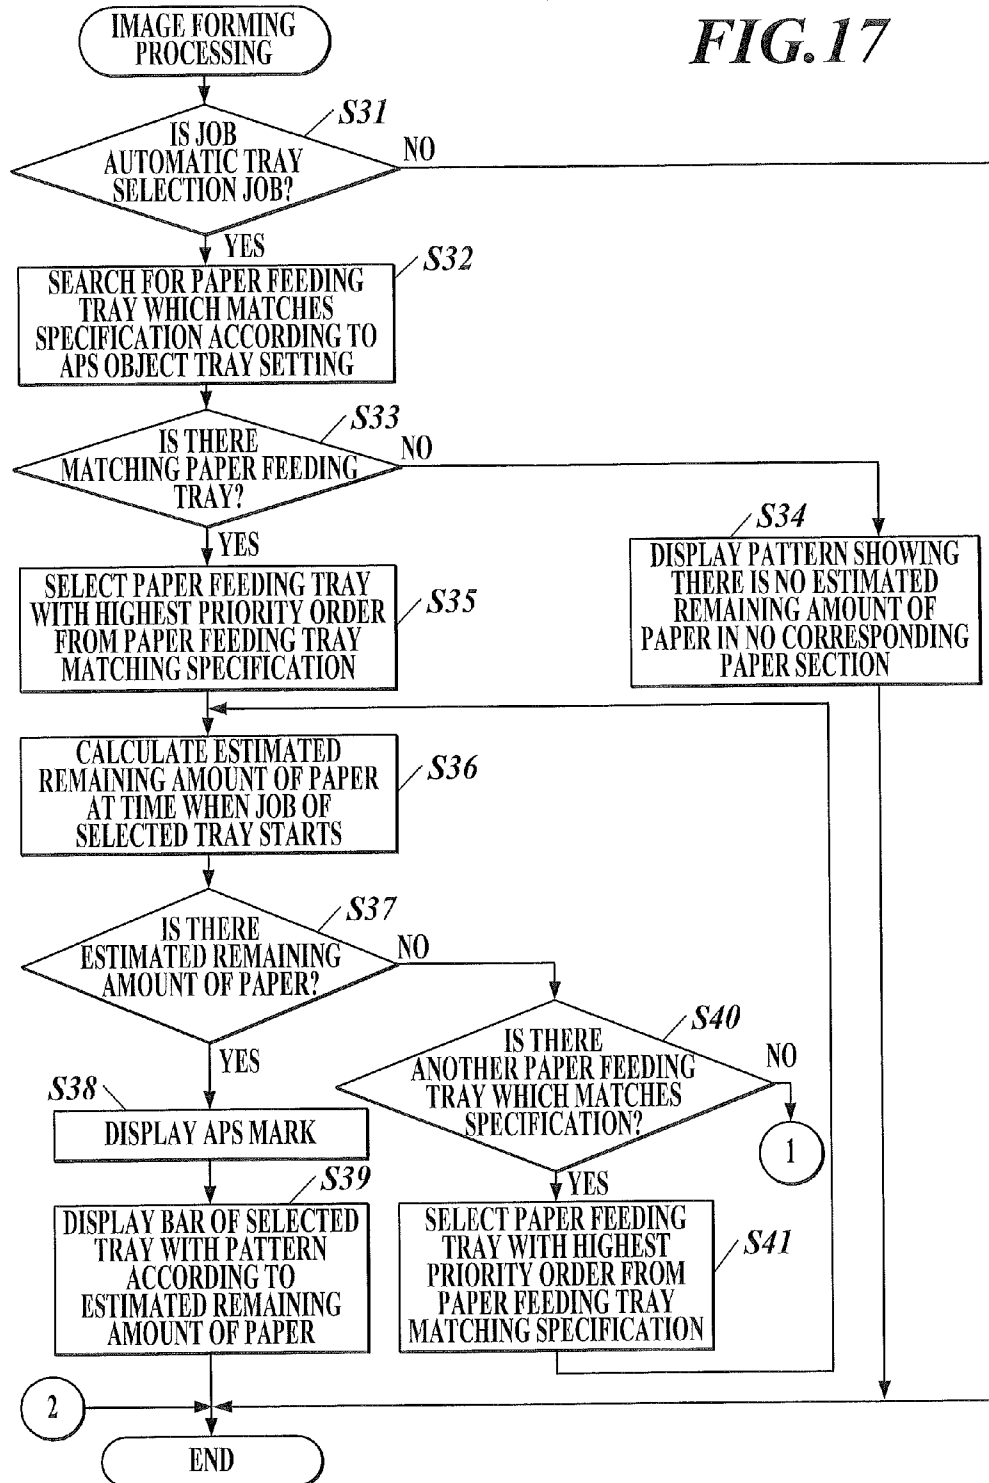 FIG.17
IMAGE FORMING
PROCESSING
S31
IS JOB
AUTOMATIC TRAY
SELECTION JOB?
NO
YES
S32
SEARCH FOR PAPER FEEDING
TRAY WHICH MATCHES
SPECIFICATION ACCORDING TO
APS OBJECT TRAY SETTING
S33
IS THERE
MATCHING PAPER FEEDING
TRAY?
NO
YES
S34
DISPLAY PATTERN SHOWING
THERE IS NO ESTIMATED
REMAINING AMOUNT OF
PAPER IN NO CORRESPONDING
PAPER SECTION
S35
SELECT PAPER FEEDING TRAY
WITH HIGHEST PRIORITY ORDER
FROM PAPER FEEDING TRAY
MATCHING SPECIFICATION
S36
CALCULATE ESTIMATED
REMAINING AMOUNT OF PAPER
AT TIME WHEN JOB OF
SELECTED TRAY STARTS
S37
IS THERE
ESTIMATED REMAINING
AMOUNT OF PAPER?
NO
YES
S40
IS THERE
ANOTHER PAPER FEEDING
TRAY WHICH MATCHES
SPECIFICATION?
NO
1
YES
S38
DISPLAY APS MARK
S39
DISPLAY BAR OF SELECTED
TRAY WITH PATTERN
ACCORDING TO
ESTIMATED REMAINING
AMOUNT OF PAPER
S41
SELECT PAPER FEEDING
TRAY WITH HIGHEST
PRIORITY ORDER FROM
PAPER FEEDING TRAY
MATCHING SPECIFICATION
2
END